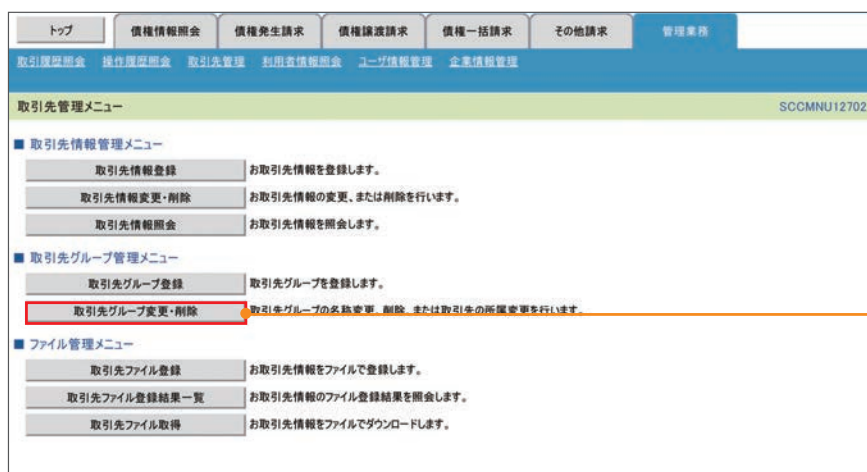 トップ 債権情報照会 債権発生請求 債権譲渡請求 債権一括請求 その他請求 管理業務
取引履歴照会 操作履歴照会 取引先管理 利用者情報照会 ユーザ情報管理 企業情報管理
取引先管理メニュー SCCMNU12702
■ 取引先情報管理メニュー
取引先情報登録 お取引先情報を登録します。
取引先情報変更・削除 お取引先情報の変更、または削除を行います。
取引先情報照会 お取引先情報を照会します。
■ 取引先グループ管理メニュー
取引先グループ登録 取引先グループを登録します。
取引先グループ変更・削除 取引先グループの名称変更、削除、または取引先の所属変更を行います。
■ ファイル管理メニュー
取引先ファイル登録 お取引先情報をファイルで登録します。
取引先ファイル登録結果一覧 お取引先情報のファイル登録結果を照会します。
取引先ファイル取得 お取引先情報をファイルでダウンロードします。